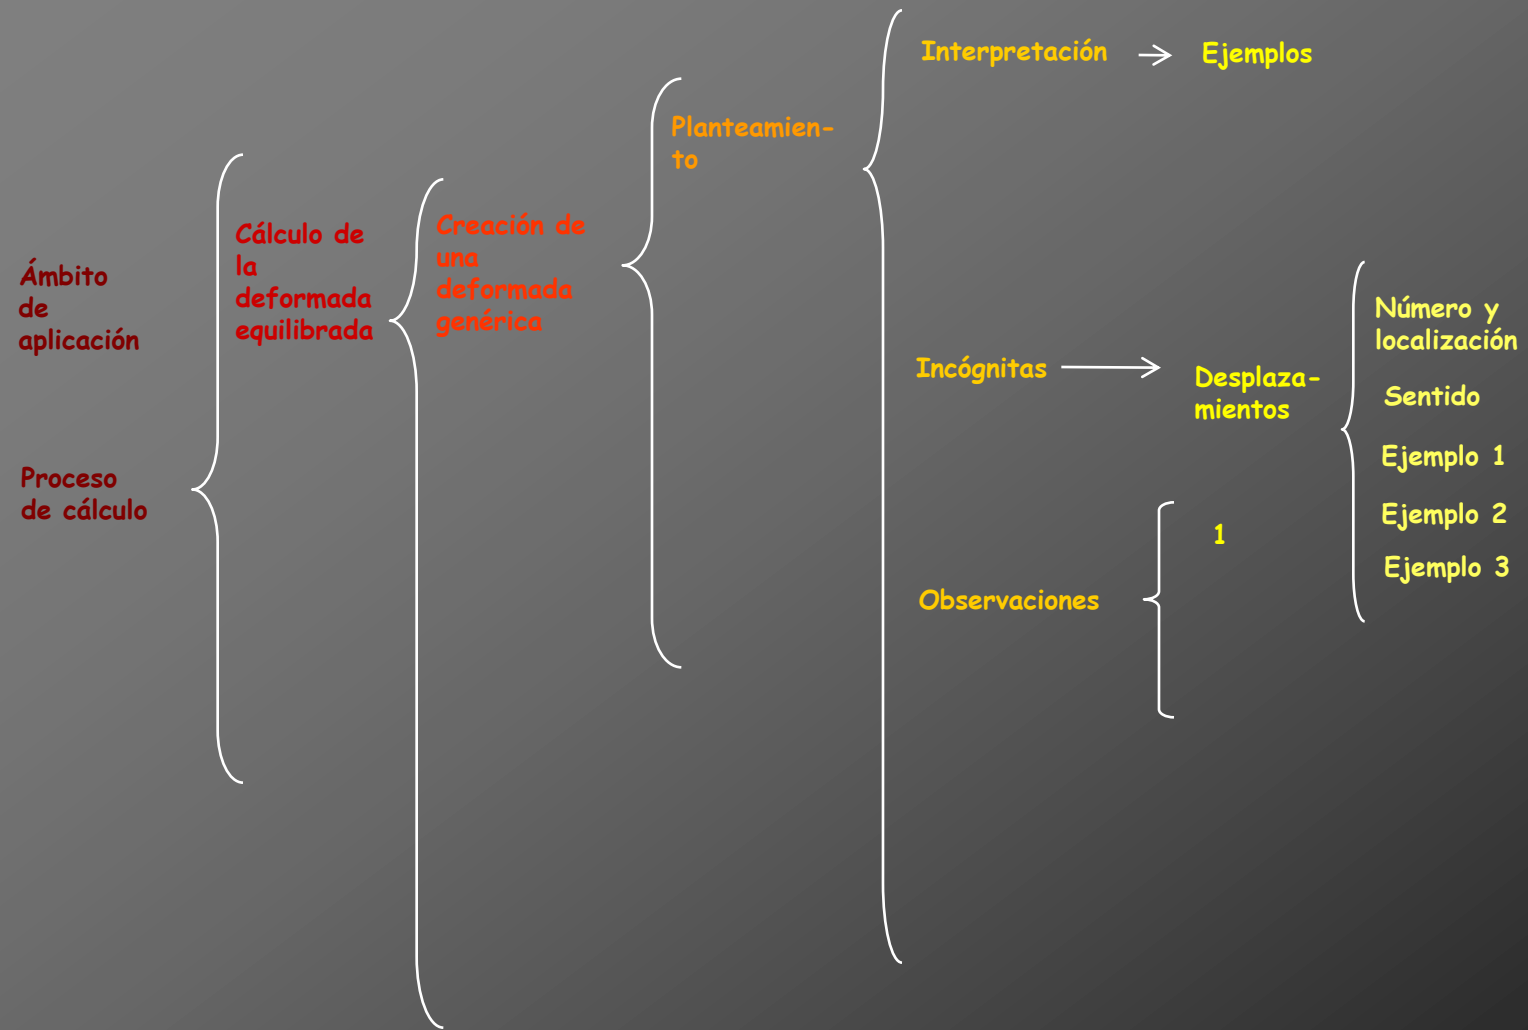 Ámbito
de
aplicación
Proceso
de cálculo
Cálculo de
la
deformada
equilibrada
Creación de
una
deformada
genérica
Planteamien-
to
Interpretación
Ejemplos
Incógnitas
Desplaza-
mientos
Número y
localización
Sentido
Ejemplo 1
Ejemplo 2
Ejemplo 3
Observaciones
1